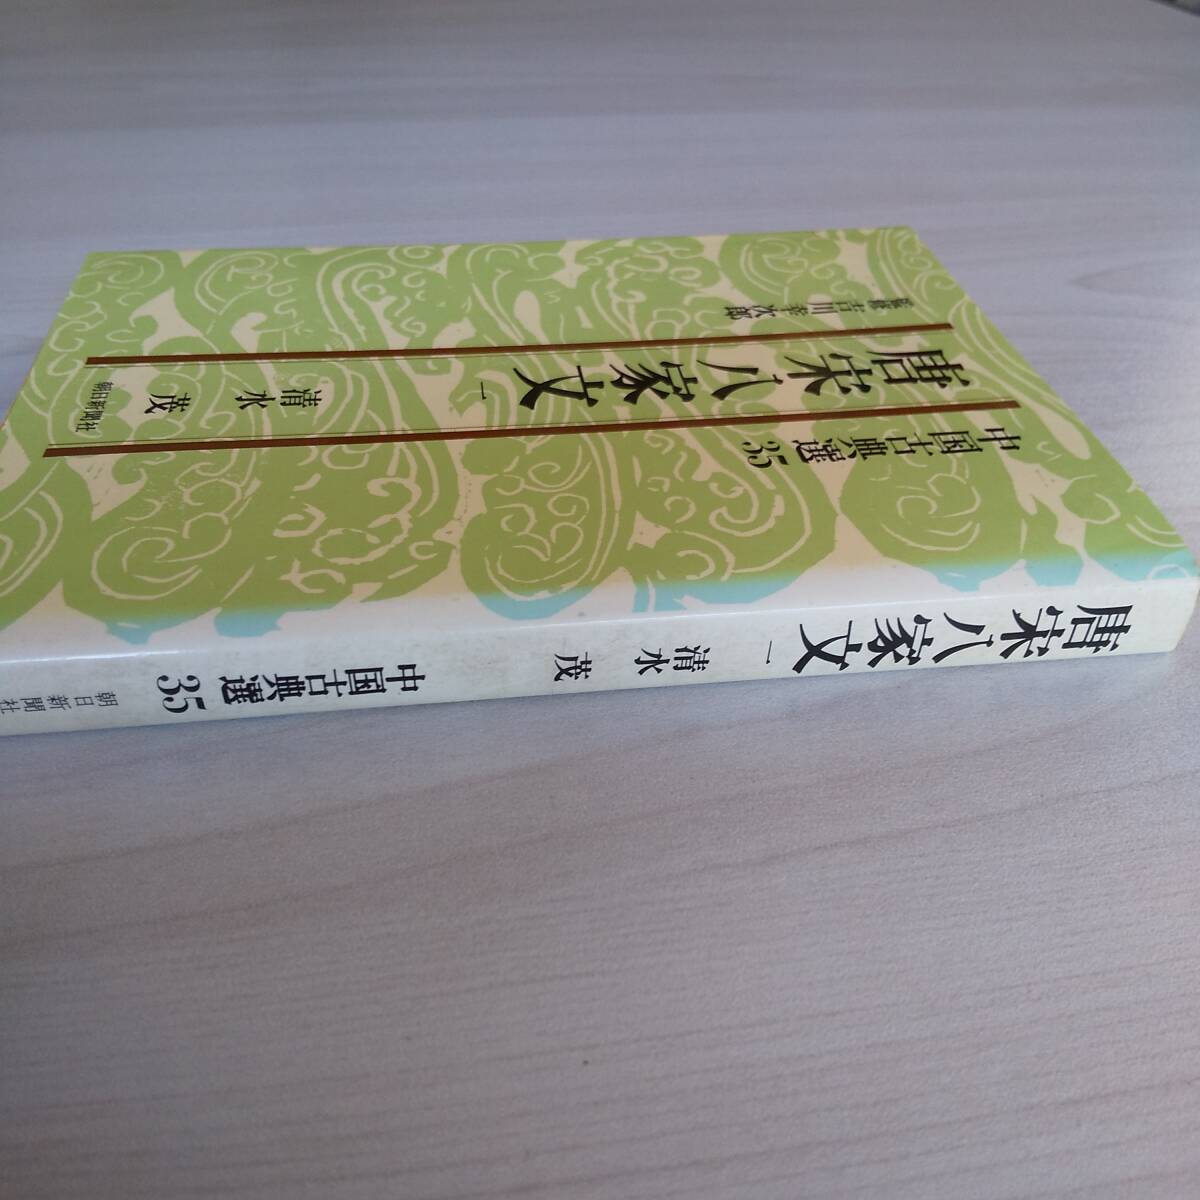 中国古典選35
唐宋八家文 一
清水 茂
朝日新聞社
監修 吉川幸次郎
唐宋八家文 一 清水 茂 中国古典選 35 朝日新聞社